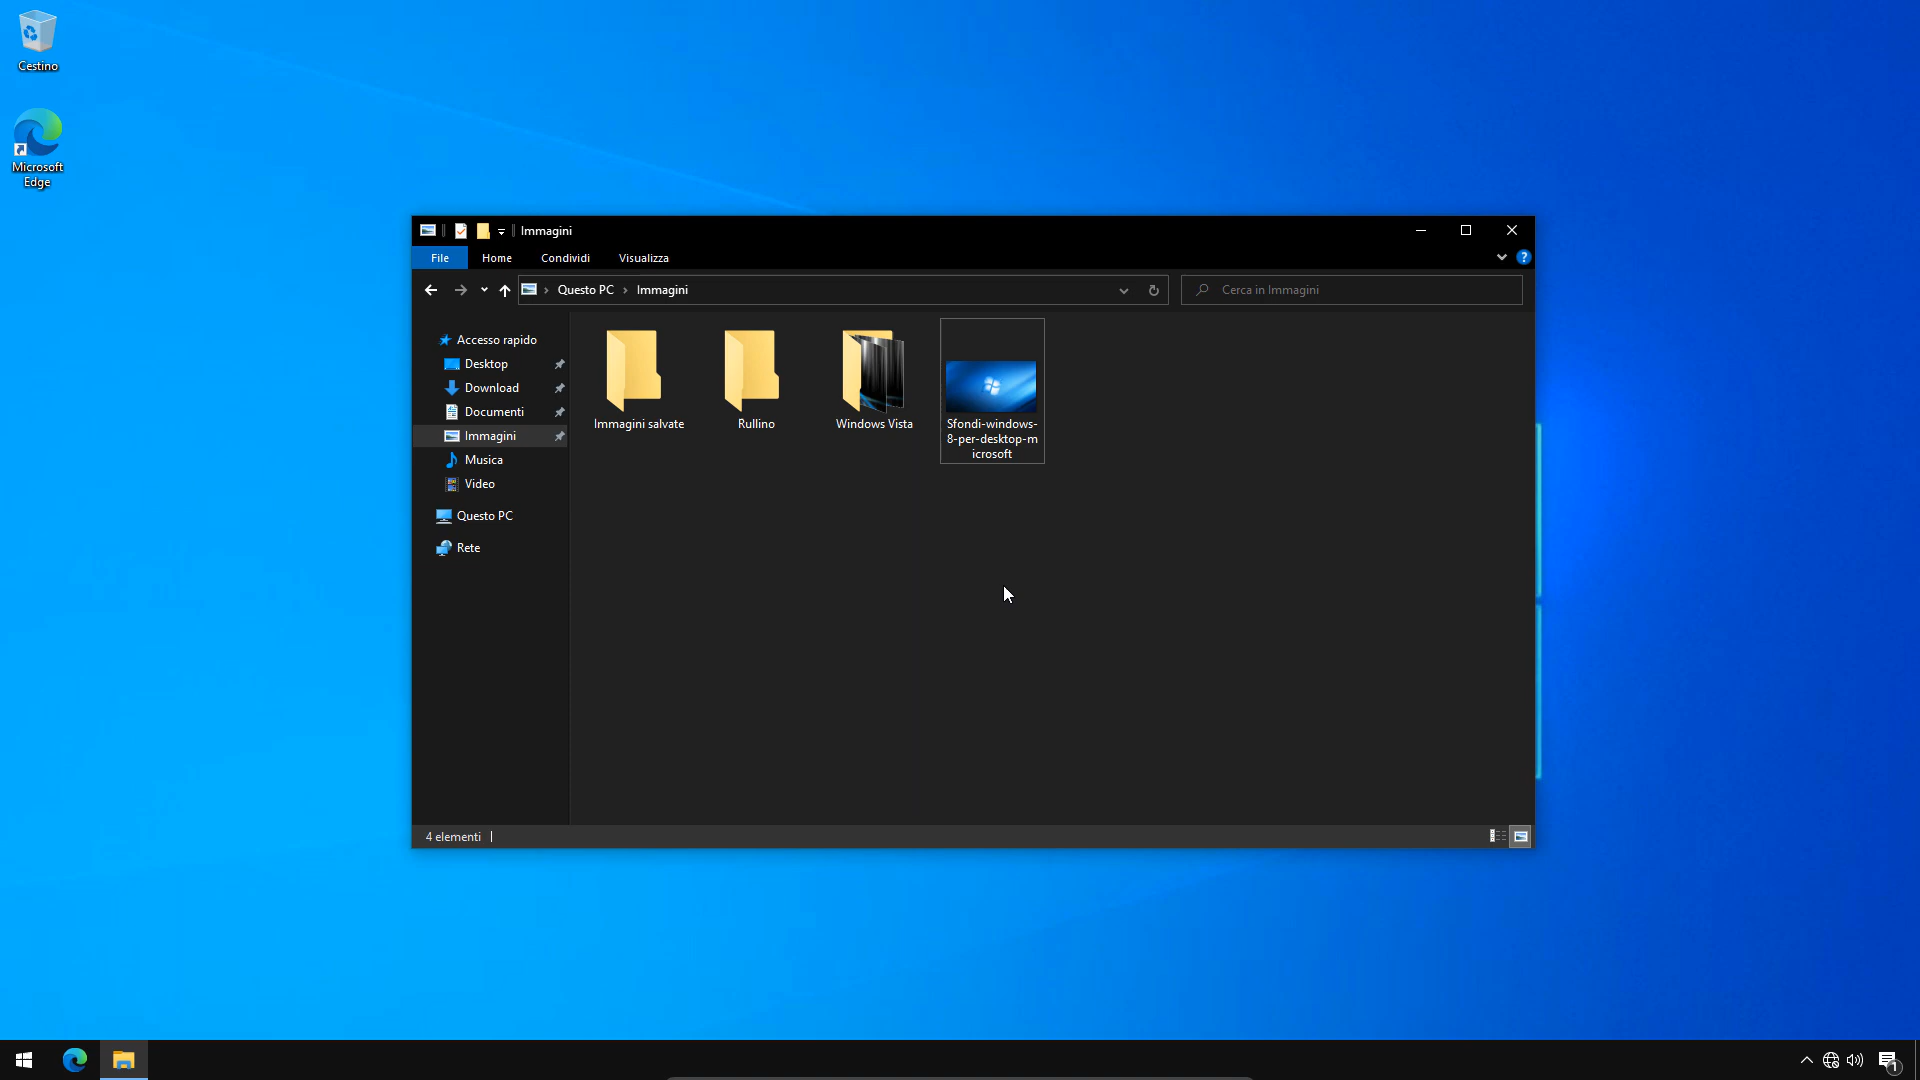 Cestino
Microsoft
Edge
Immagini
File Home Condividi Visualizza
?
Questo PC Immagini
Cerca in Immagini
Accesso rapido
Desktop
Download
Documenti
Immagini
Musica
Video
Questo PC
Rete
Immagini salvate
Rullino
Windows Vista
Sfondi-windows-
8-per-desktop-m
icrosoft
4 elementi
1